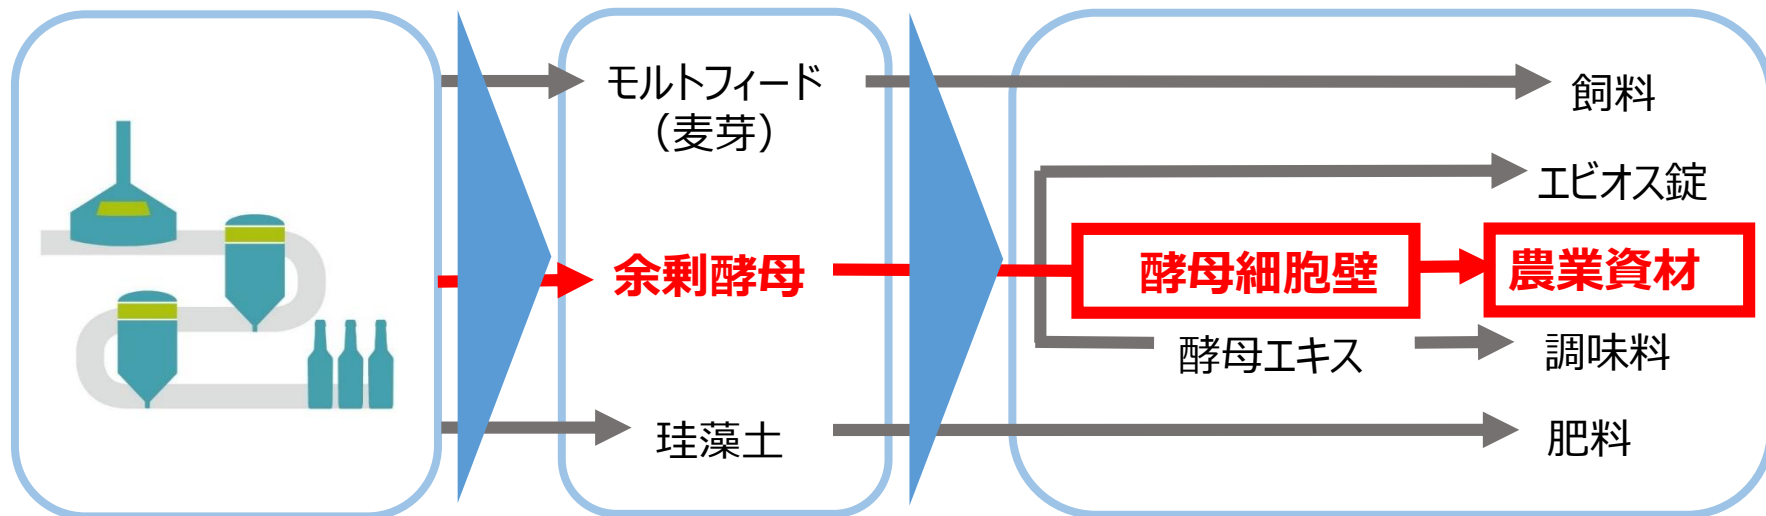 モルトフィード
（麦芽）
飼料
エビオス錠
余剰酵母
酵母細胞壁
農業資材
酵母エキス
調味料
珪藻土
肥料